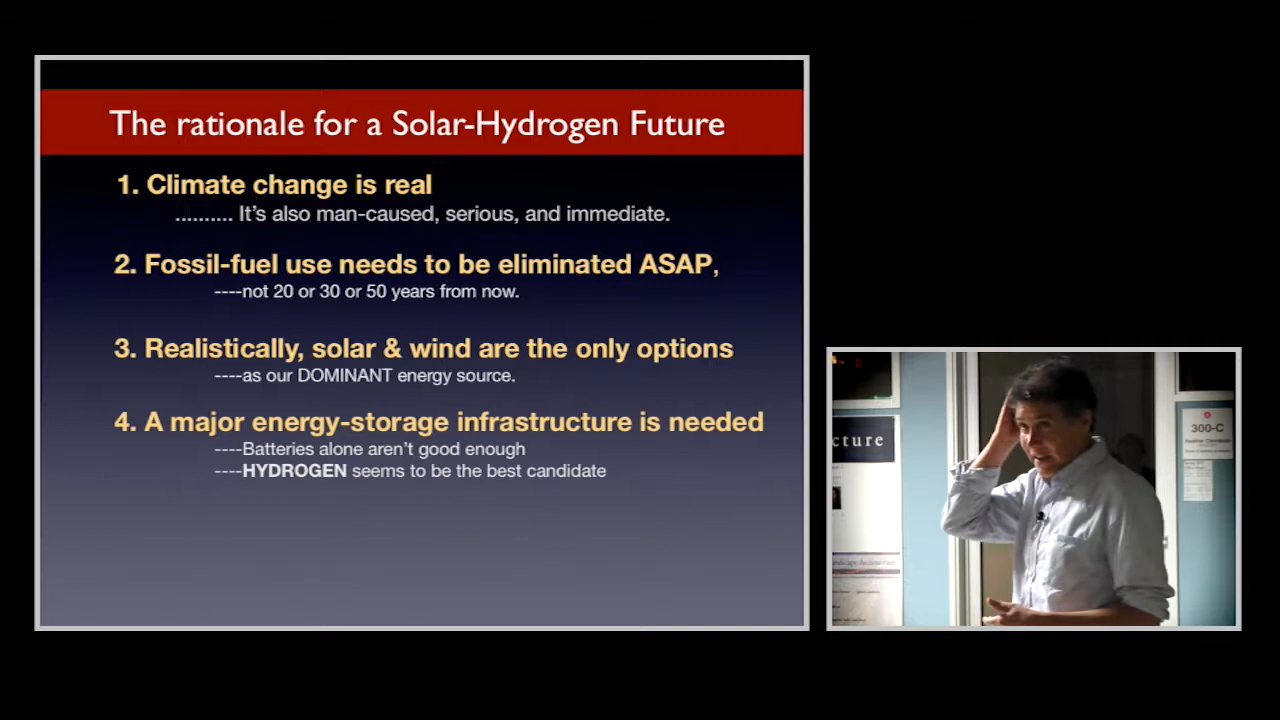 The rationale for a Solar-Hydrogen Future
1. Climate change is real
.......... It's also man-caused, serious, and immediate.
2. Fossil-fuel use needs to be eliminated ASAP,
----not 20 or 30 or 50 years from now.
3. Realistically, solar & wind are the only options
----as our DOMINANT energy source.
4. A major energy-storage infrastructure is needed
----Batteries alone aren't good enough
----HYDROGEN seems to be the best candidate
cture
300-C